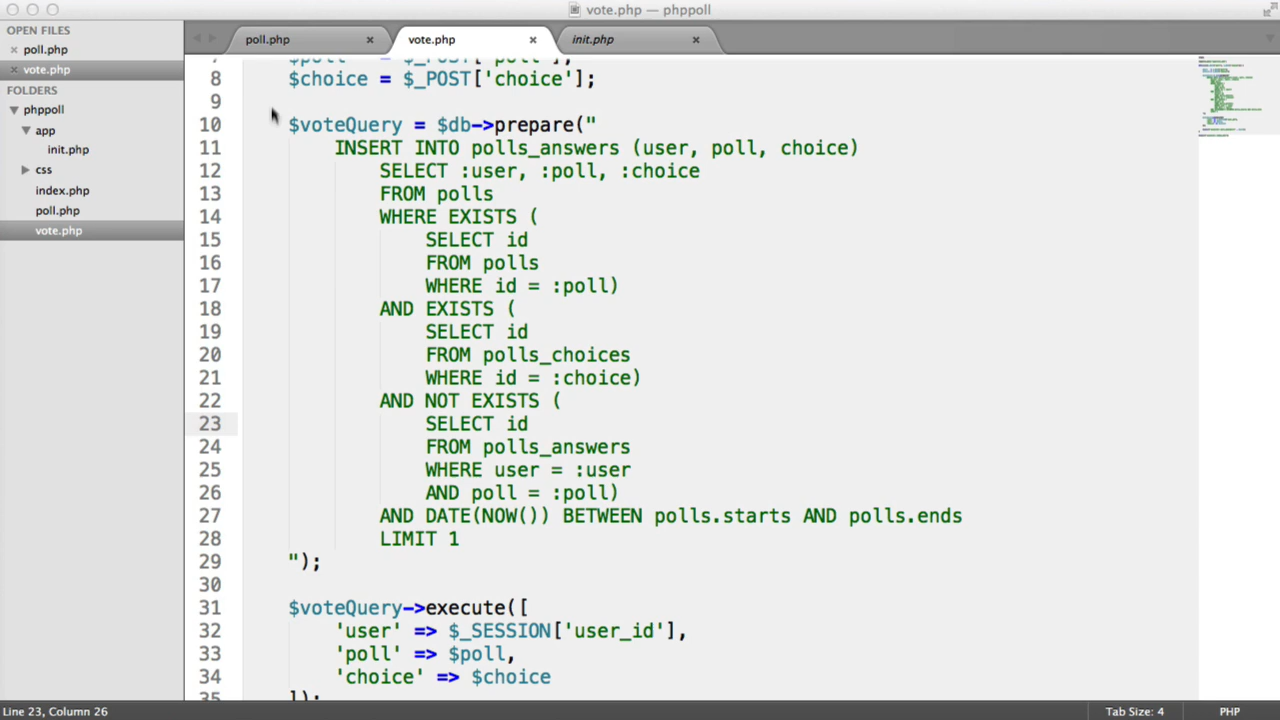 vote.php — phppoll
OPEN FILES
poll.php
vote.php
FOLDERS
phppoll
app
init.php
css
index.php
poll.php
vote.php
poll.php
vote.php
init.php
8 $choice = $_POST['choice'];
9
10 $voteQuery = $db->prepare("
11 INSERT INTO polls_answers (user, poll, choice)
12 SELECT :user, :poll, :choice
13 FROM polls
14 WHERE EXISTS (
15 SELECT id
16 FROM polls
17 WHERE id = :poll)
18 AND EXISTS (
19 SELECT id
20 FROM polls_choices
21 WHERE id = :choice)
22 AND NOT EXISTS (
23 SELECT id
24 FROM polls_answers
25 WHERE user = :user
26 AND poll = :poll)
27 AND DATE(NOW()) BETWEEN polls.starts AND polls.ends
28 LIMIT 1
29 ");
30
31 $voteQuery->execute([
32 'user' => $_SESSION['user_id'],
33 'poll' => $poll,
34 'choice' => $choice
35 ]);
Line 23, Column 26
Tab Size: 4
PHP